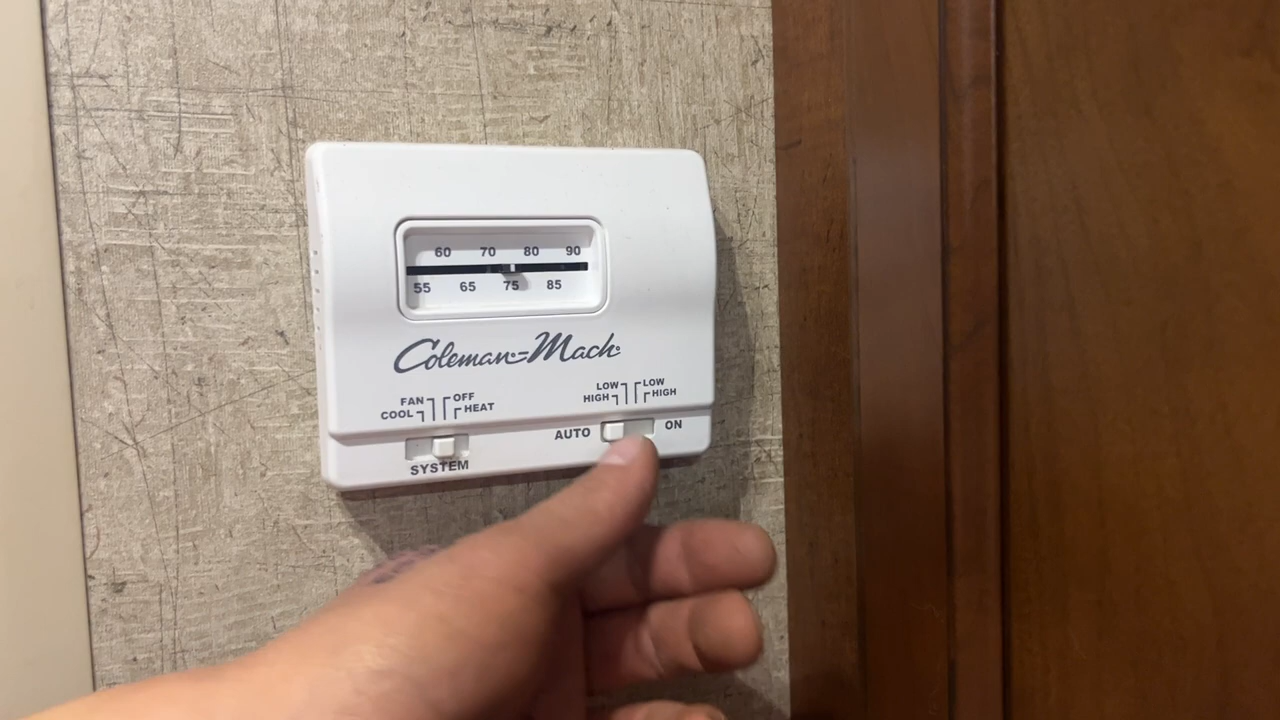 60 70 80 90
55 65 75 85
Coleman-Mach
FAN OFF
COOL HEAT
SYSTEM
LOW LOW
HIGH HIGH
AUTO ON